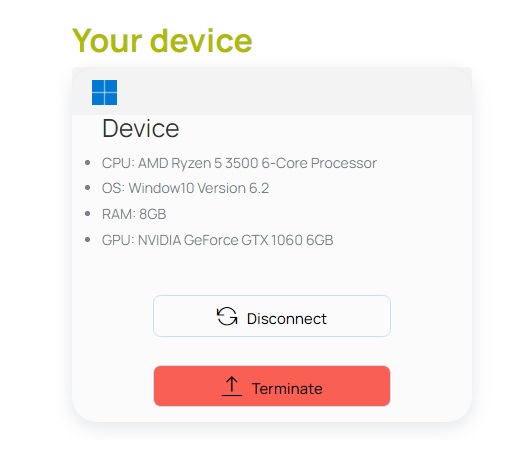 Your device
Device
CPU: AMD Ryzen 5 3500 6-Core Processor
OS: Window10 Version 6.2
RAM: 8GB
GPU: NVIDIA GeForce GTX 1060 6GB
Disconnect
Terminate